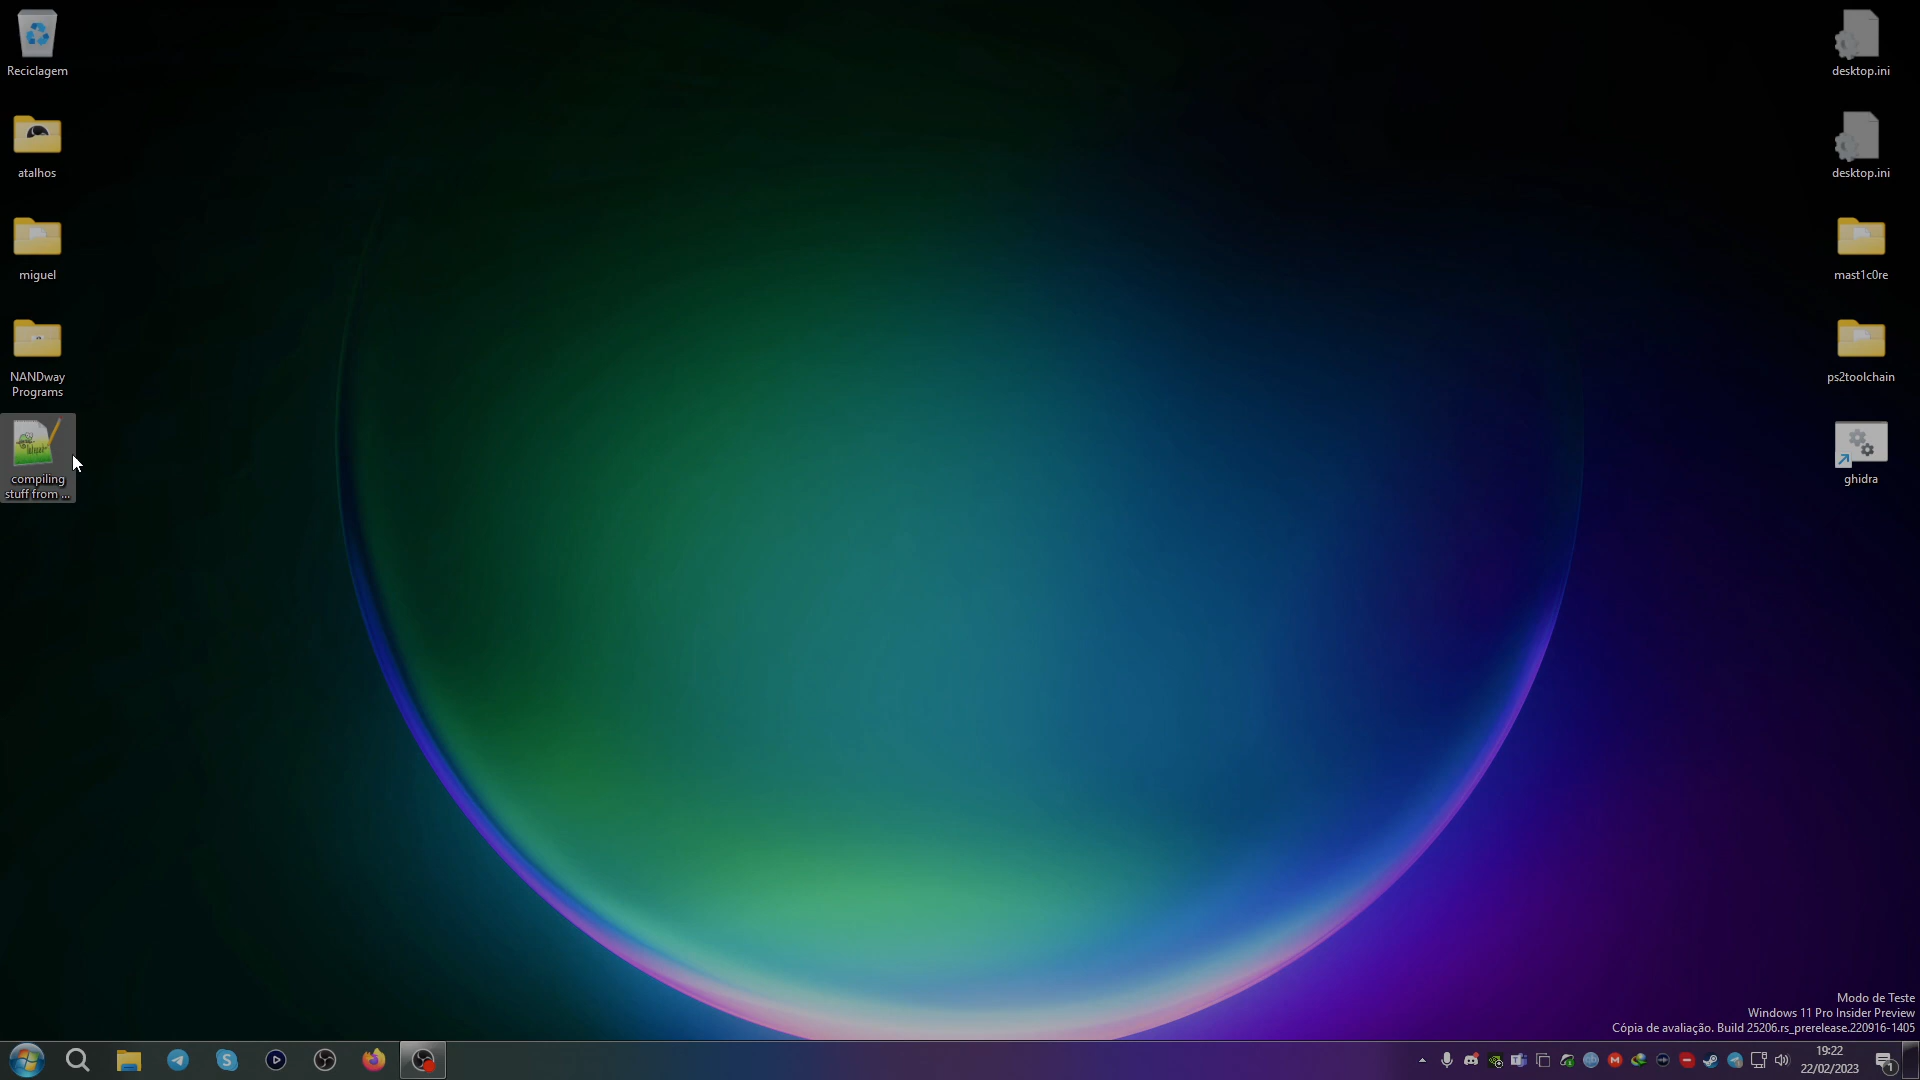 Reciclagem
atalhos
miguel
NANDway
Programs
compiling
stuff from ...
desktop.ini
desktop.ini
mast1c0re
ps2toolchain
ghidra
Modo de Teste
Windows 11 Pro Insider Preview
Cópia de avaliação. Build 25206.rs_prerelease.220916-1405
19:22
22/02/2023